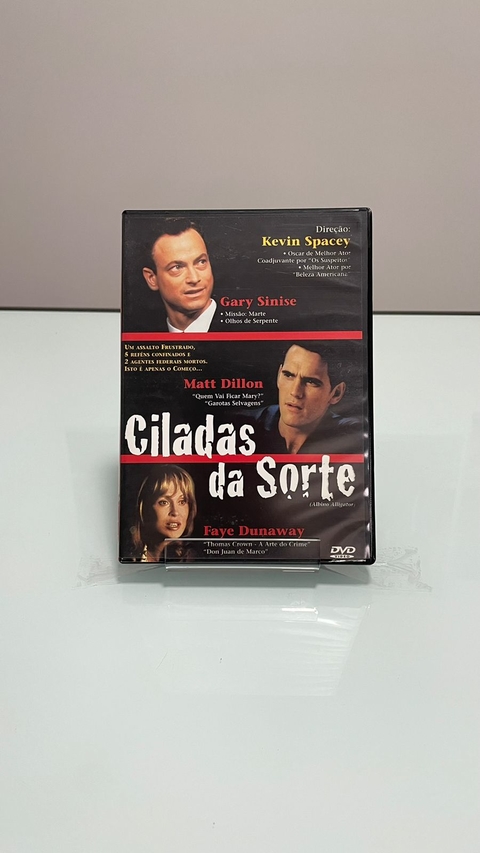 Direção:
Kevin Spacey
• Oscar de Melhor Ator
Coadjuvante por "Os Suspeitos"
• Melhor Ator por
"Beleza Americana"
Gary Sinise
• Missão: Marte
• Olhos de Serpente
Um assalto Frustrado,
5 reféns confinados e
2 agentes federais mortos.
Isto é apenas o Começo...
Matt Dillon
"Quem Vai Ficar Mary?"
"Garotas Selvagens"
Ciladas
da Sorte
(Albino Alligator)
Faye Dunaway
"Thomas Crown - A Arte do Crime"
"Don Juan de Marco"
DVD
VIDEO